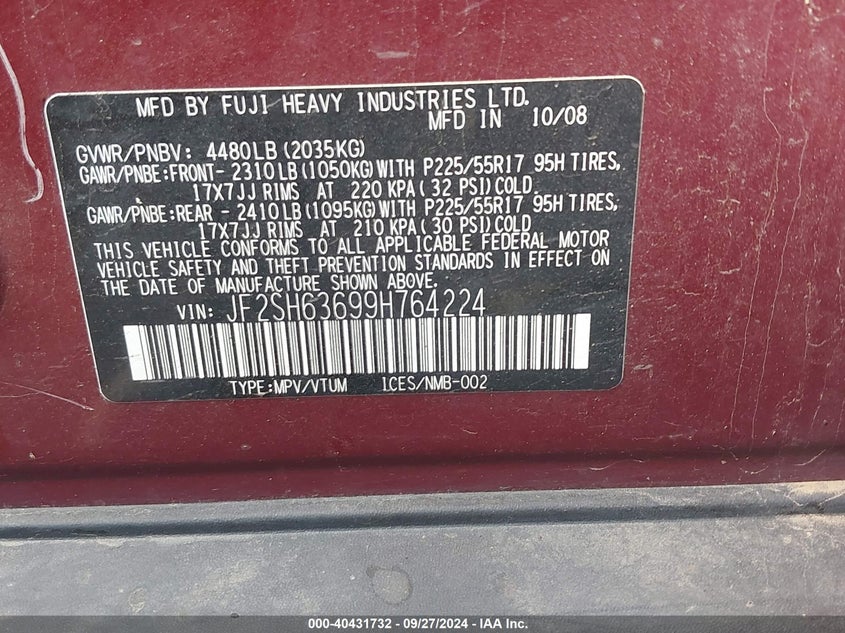 MFD BY FUJI HEAVY INDUSTRIES LTD.
MFD IN 10/08
GVWR/PNBV: 4480LB(2035KG)
GAWR/PNBE:FRONT- 2310LB(1050KG)WITH P225/55R17 95H TIRES,
17X7JJ RIMS AT 220 KPA( 32 PSI)COLD.
GAWR/PNBE:REAR - 2410LB(1095KG)WITH P225/55R17 95H TIRES,
17X7JJ RIMS AT 210 KPA( 30 PSI)COLD
THIS VEHICLE CONFORMS TO ALL APPLICABLE FEDERAL MOTOR
VEHICLE SAFETY AND THEFT PREVENTION STANDARDS IN EFFECT ON
THE DATE OF MANUFACTURE SHOWN ABOVE.
VIN: JF2SH63699H764224
TYPE:MPV/VTUM ICES/NMB-002
000-40431732 - 09/27/2024 - IAA Inc.